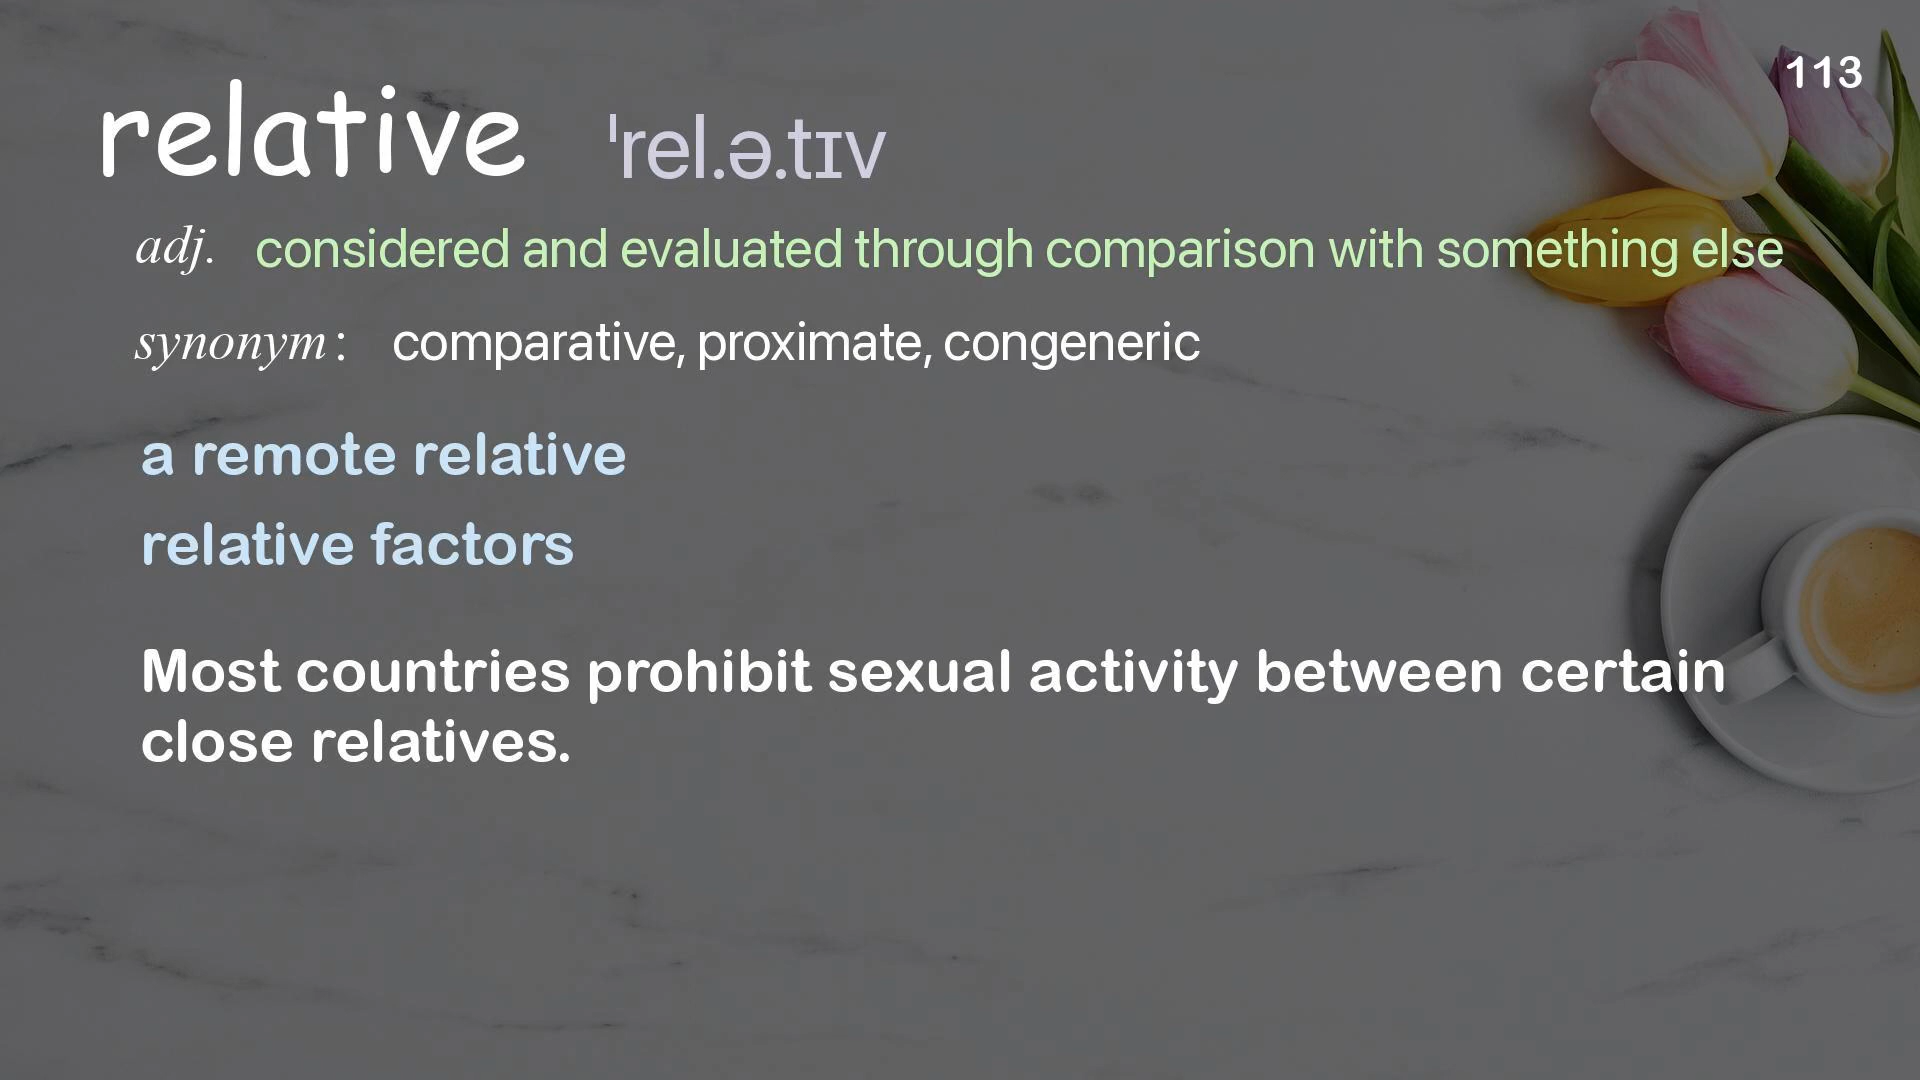 113
relative ˈrel.ə.tɪv
adj. considered and evaluated through comparison with something else
synonym: comparative, proximate, congeneric
a remote relative
relative factors
Most countries prohibit sexual activity between certain
close relatives.